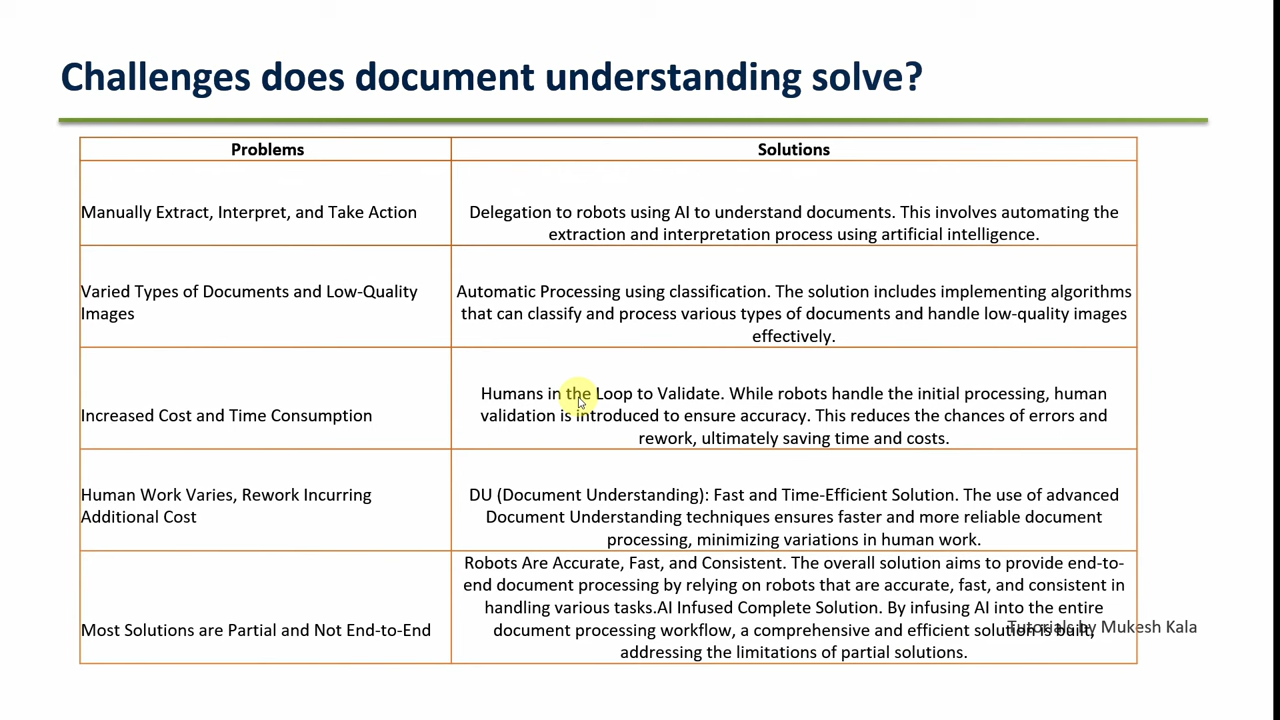 Challenges does document understanding solve?
Problems
Solutions
Manually Extract, Interpret, and Take Action
Delegation to robots using AI to understand documents. This involves automating the
extraction and interpretation process using artificial intelligence.
Varied Types of Documents and Low-Quality
Images
Automatic Processing using classification. The solution includes implementing algorithms
that can classify and process various types of documents and handle low-quality images
effectively.
Increased Cost and Time Consumption
Humans in the Loop to Validate. While robots handle the initial processing, human
validation is introduced to ensure accuracy. This reduces the chances of errors and
rework, ultimately saving time and costs.
Human Work Varies, Rework Incurring
Additional Cost
DU (Document Understanding): Fast and Time-Efficient Solution. The use of advanced
Document Understanding techniques ensures faster and more reliable document
processing, minimizing variations in human work.
Most Solutions are Partial and Not End-to-End
Robots Are Accurate, Fast, and Consistent. The overall solution aims to provide end-to-
end document processing by relying on robots that are accurate, fast, and consistent in
handling various tasks.AI Infused Complete Solution. By infusing AI into the entire
document processing workflow, a comprehensive and efficient solution is built,
addressing the limitations of partial solutions.
Tutorials by Mukesh Kala